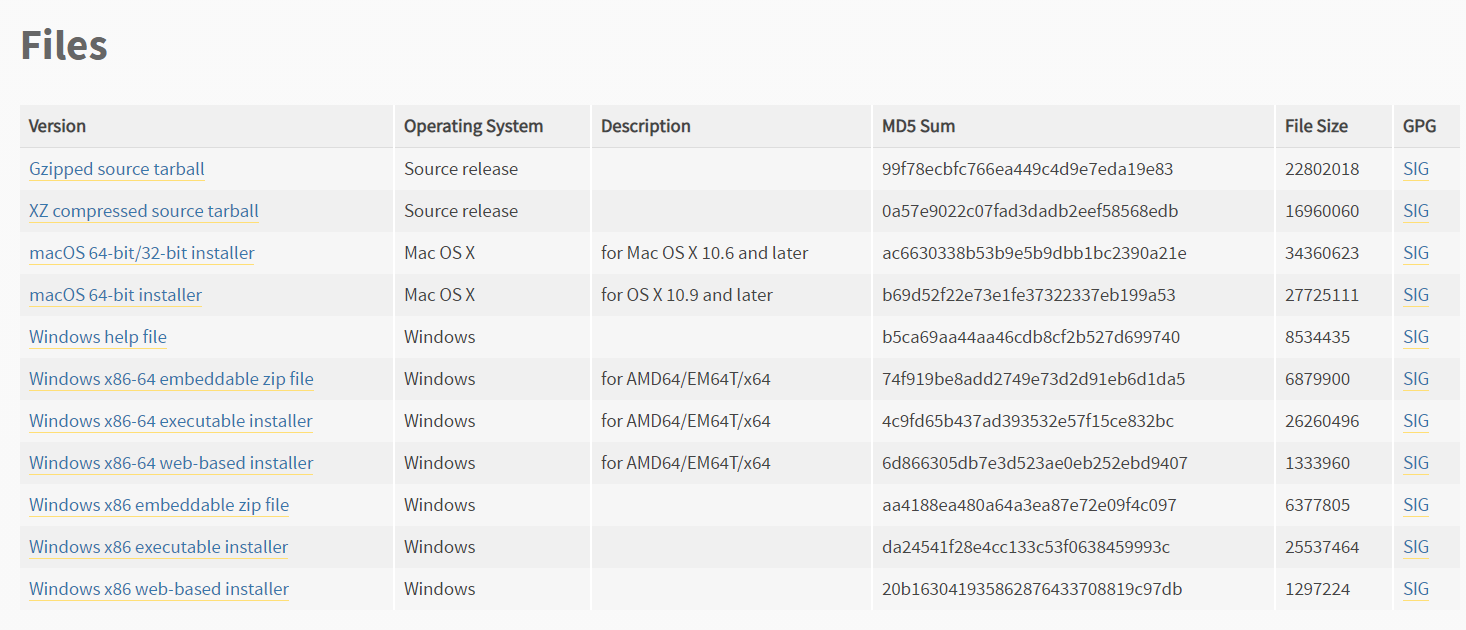 Files
Version Operating System Description MD5 Sum File Size GPG
Gzipped source tarball Source release 99f78ecbfc766ea449c4d9e7eda19e83 22802018 SIG
XZ compressed source tarball Source release 0a57e9022c07fad3dadb2eef58568edb 16960060 SIG
macOS 64-bit/32-bit installer Mac OS X for Mac OS X 10.6 and later ac6630338b53b9e5b9dbb1bc2390a21e 34360623 SIG
macOS 64-bit installer Mac OS X for OS X 10.9 and later b69d52f22e73e1fe37322337eb199a53 27725111 SIG
Windows help file Windows b5ca69aa44aa46cdb8cf2b527d699740 8534435 SIG
Windows x86-64 embeddable zip file Windows for AMD64/EM64T/x64 74f919be8add2749e73d2d91eb6d1da5 6879900 SIG
Windows x86-64 executable installer Windows for AMD64/EM64T/x64 4c9fd65b437ad393532e57f15ce832bc 26260496 SIG
Windows x86-64 web-based installer Windows for AMD64/EM64T/x64 6d866305db7e3d523ae0eb252ebd9407 1333960 SIG
Windows x86 embeddable zip file Windows aa4188ea480a64a3ea87e72e09f4c097 6377805 SIG
Windows x86 executable installer Windows da24541f28e4cc133c53f0638459993c 25537464 SIG
Windows x86 web-based installer Windows 20b163041935862876433708819c97db 1297224 SIG